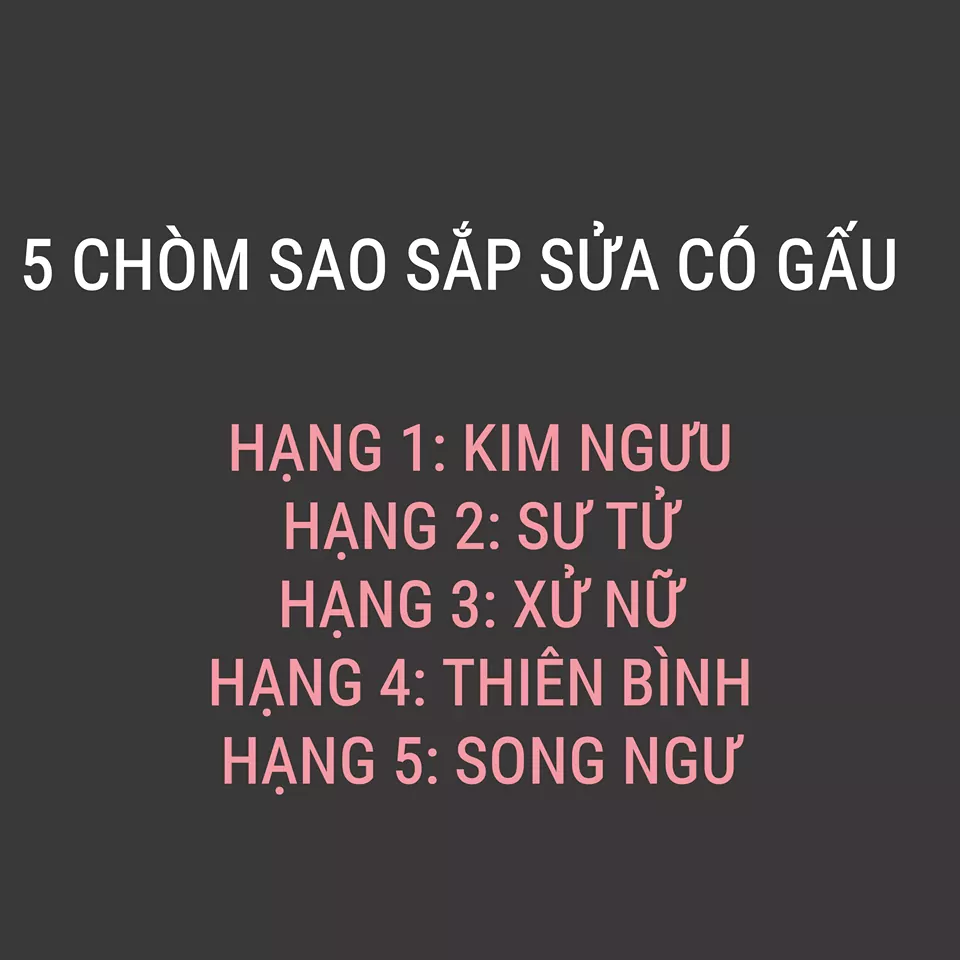 5 CHÒM SAO SẮP SỬA CÓ GẤU
HẠNG 1: KIM NGƯU
HẠNG 2: SƯ TỬ
HẠNG 3: XỬ NỮ
HẠNG 4: THIÊN BÌNH
HẠNG 5: SONG NGƯ